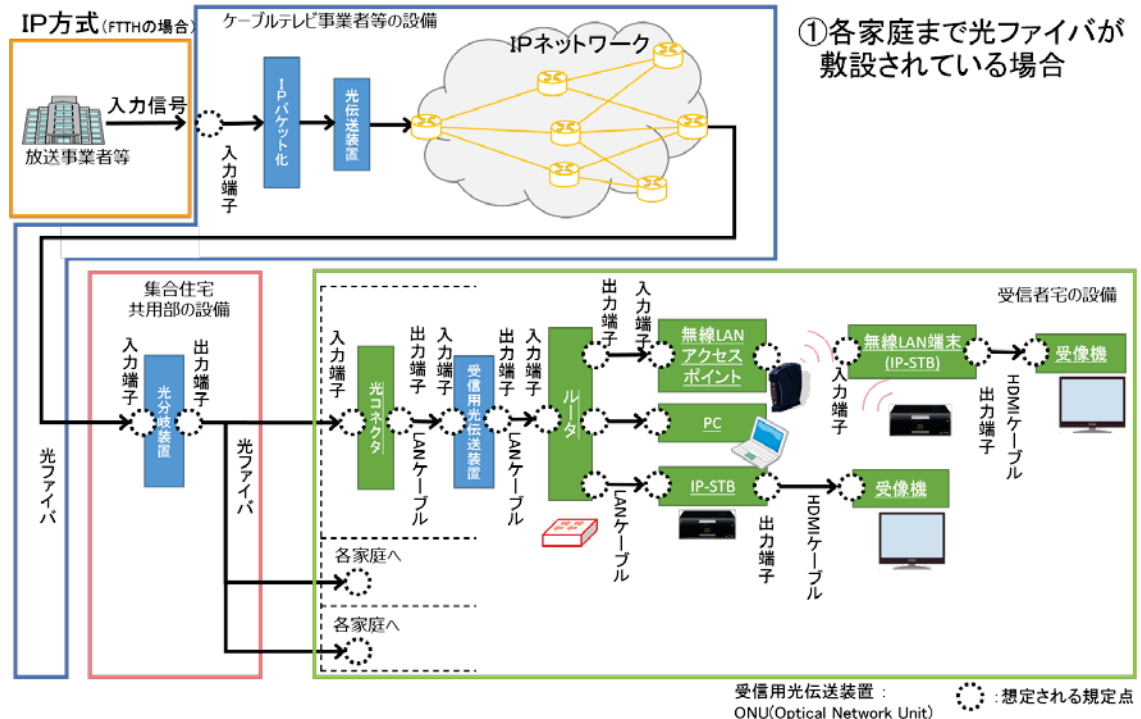 IP方式(FTTHの場合)
ケーブルテレビ事業者等の設備
①各家庭まで光ファイバが
敷設されている場合
IPネットワーク
入力信号
放送事業者等
入力端子
IPパケット化
光伝送装置
集合住宅
共用部の設備
受信者宅の設備
光ファイバ
入力端子
光分岐装置
出力端子
光ファイバ
入力端子
光コネクタ
出力端子
LANケーブル
入力端子
受信用光伝送装置
出力端子
LANケーブル
入力端子
ルータ
出力端子
入力端子
無線LAN
アクセス
ポイント
入力端子
無線LAN端末
(IP-STB)
出力端子
HDMIケーブル
受像機
PC
LANケーブル
IP-STB
出力端子
HDMIケーブル
受像機
各家庭へ
各家庭へ
受信用光伝送装置：
ONU(Optical Network Unit)
：想定される規定点